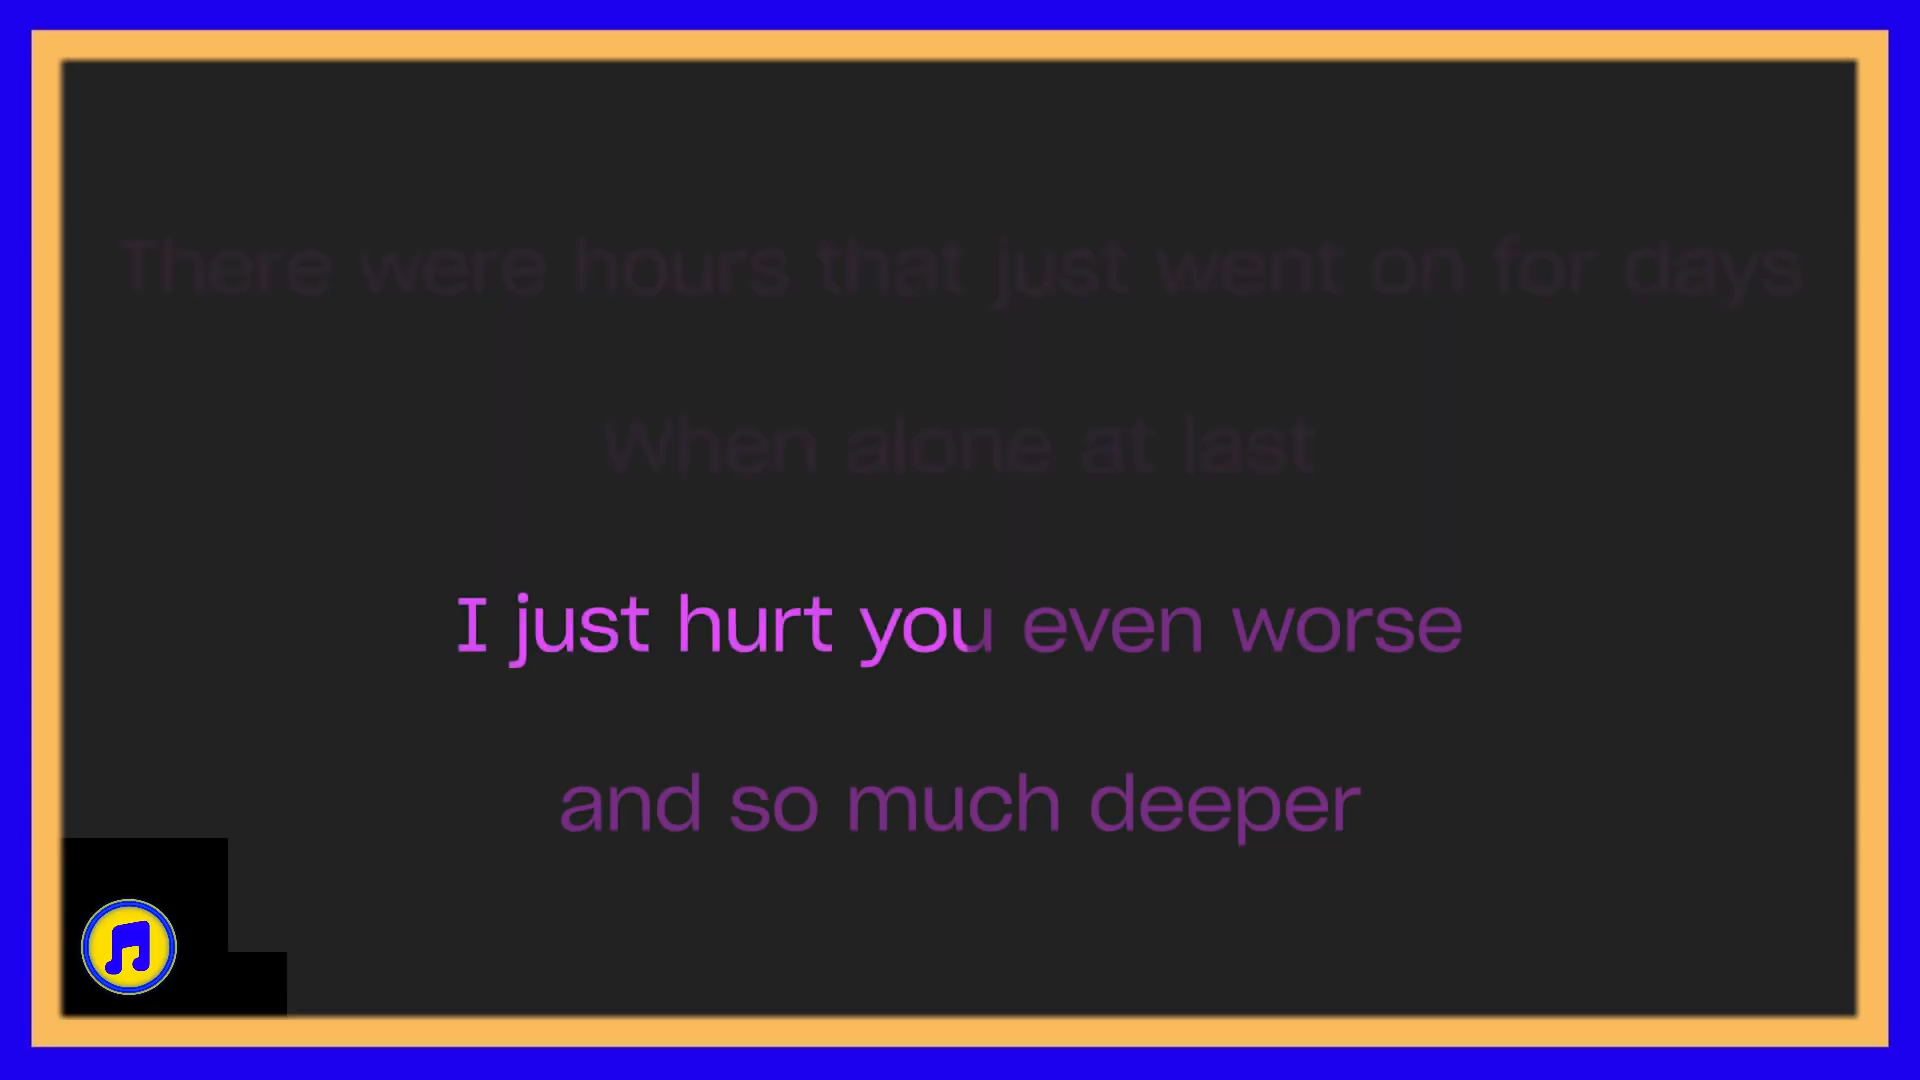 There were hours that just went on for days
When alone at last
I just hurt you even worse
and so much deeper